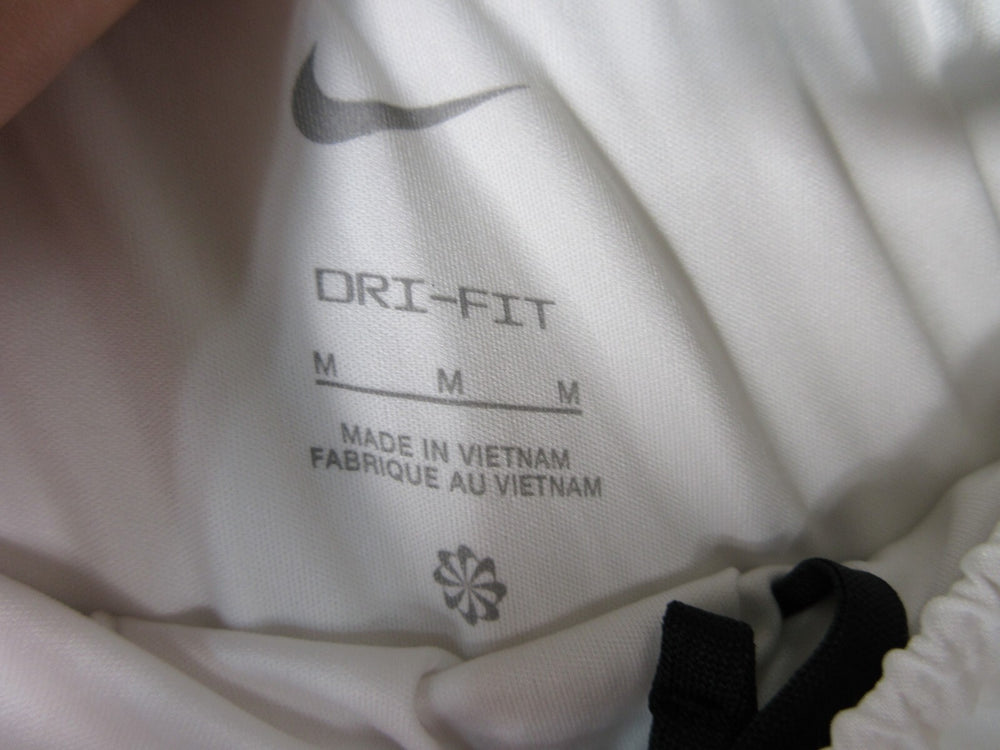 DRI-FIT
M M M
MADE IN VIETNAM
FABRIQUE AU VIETNAM